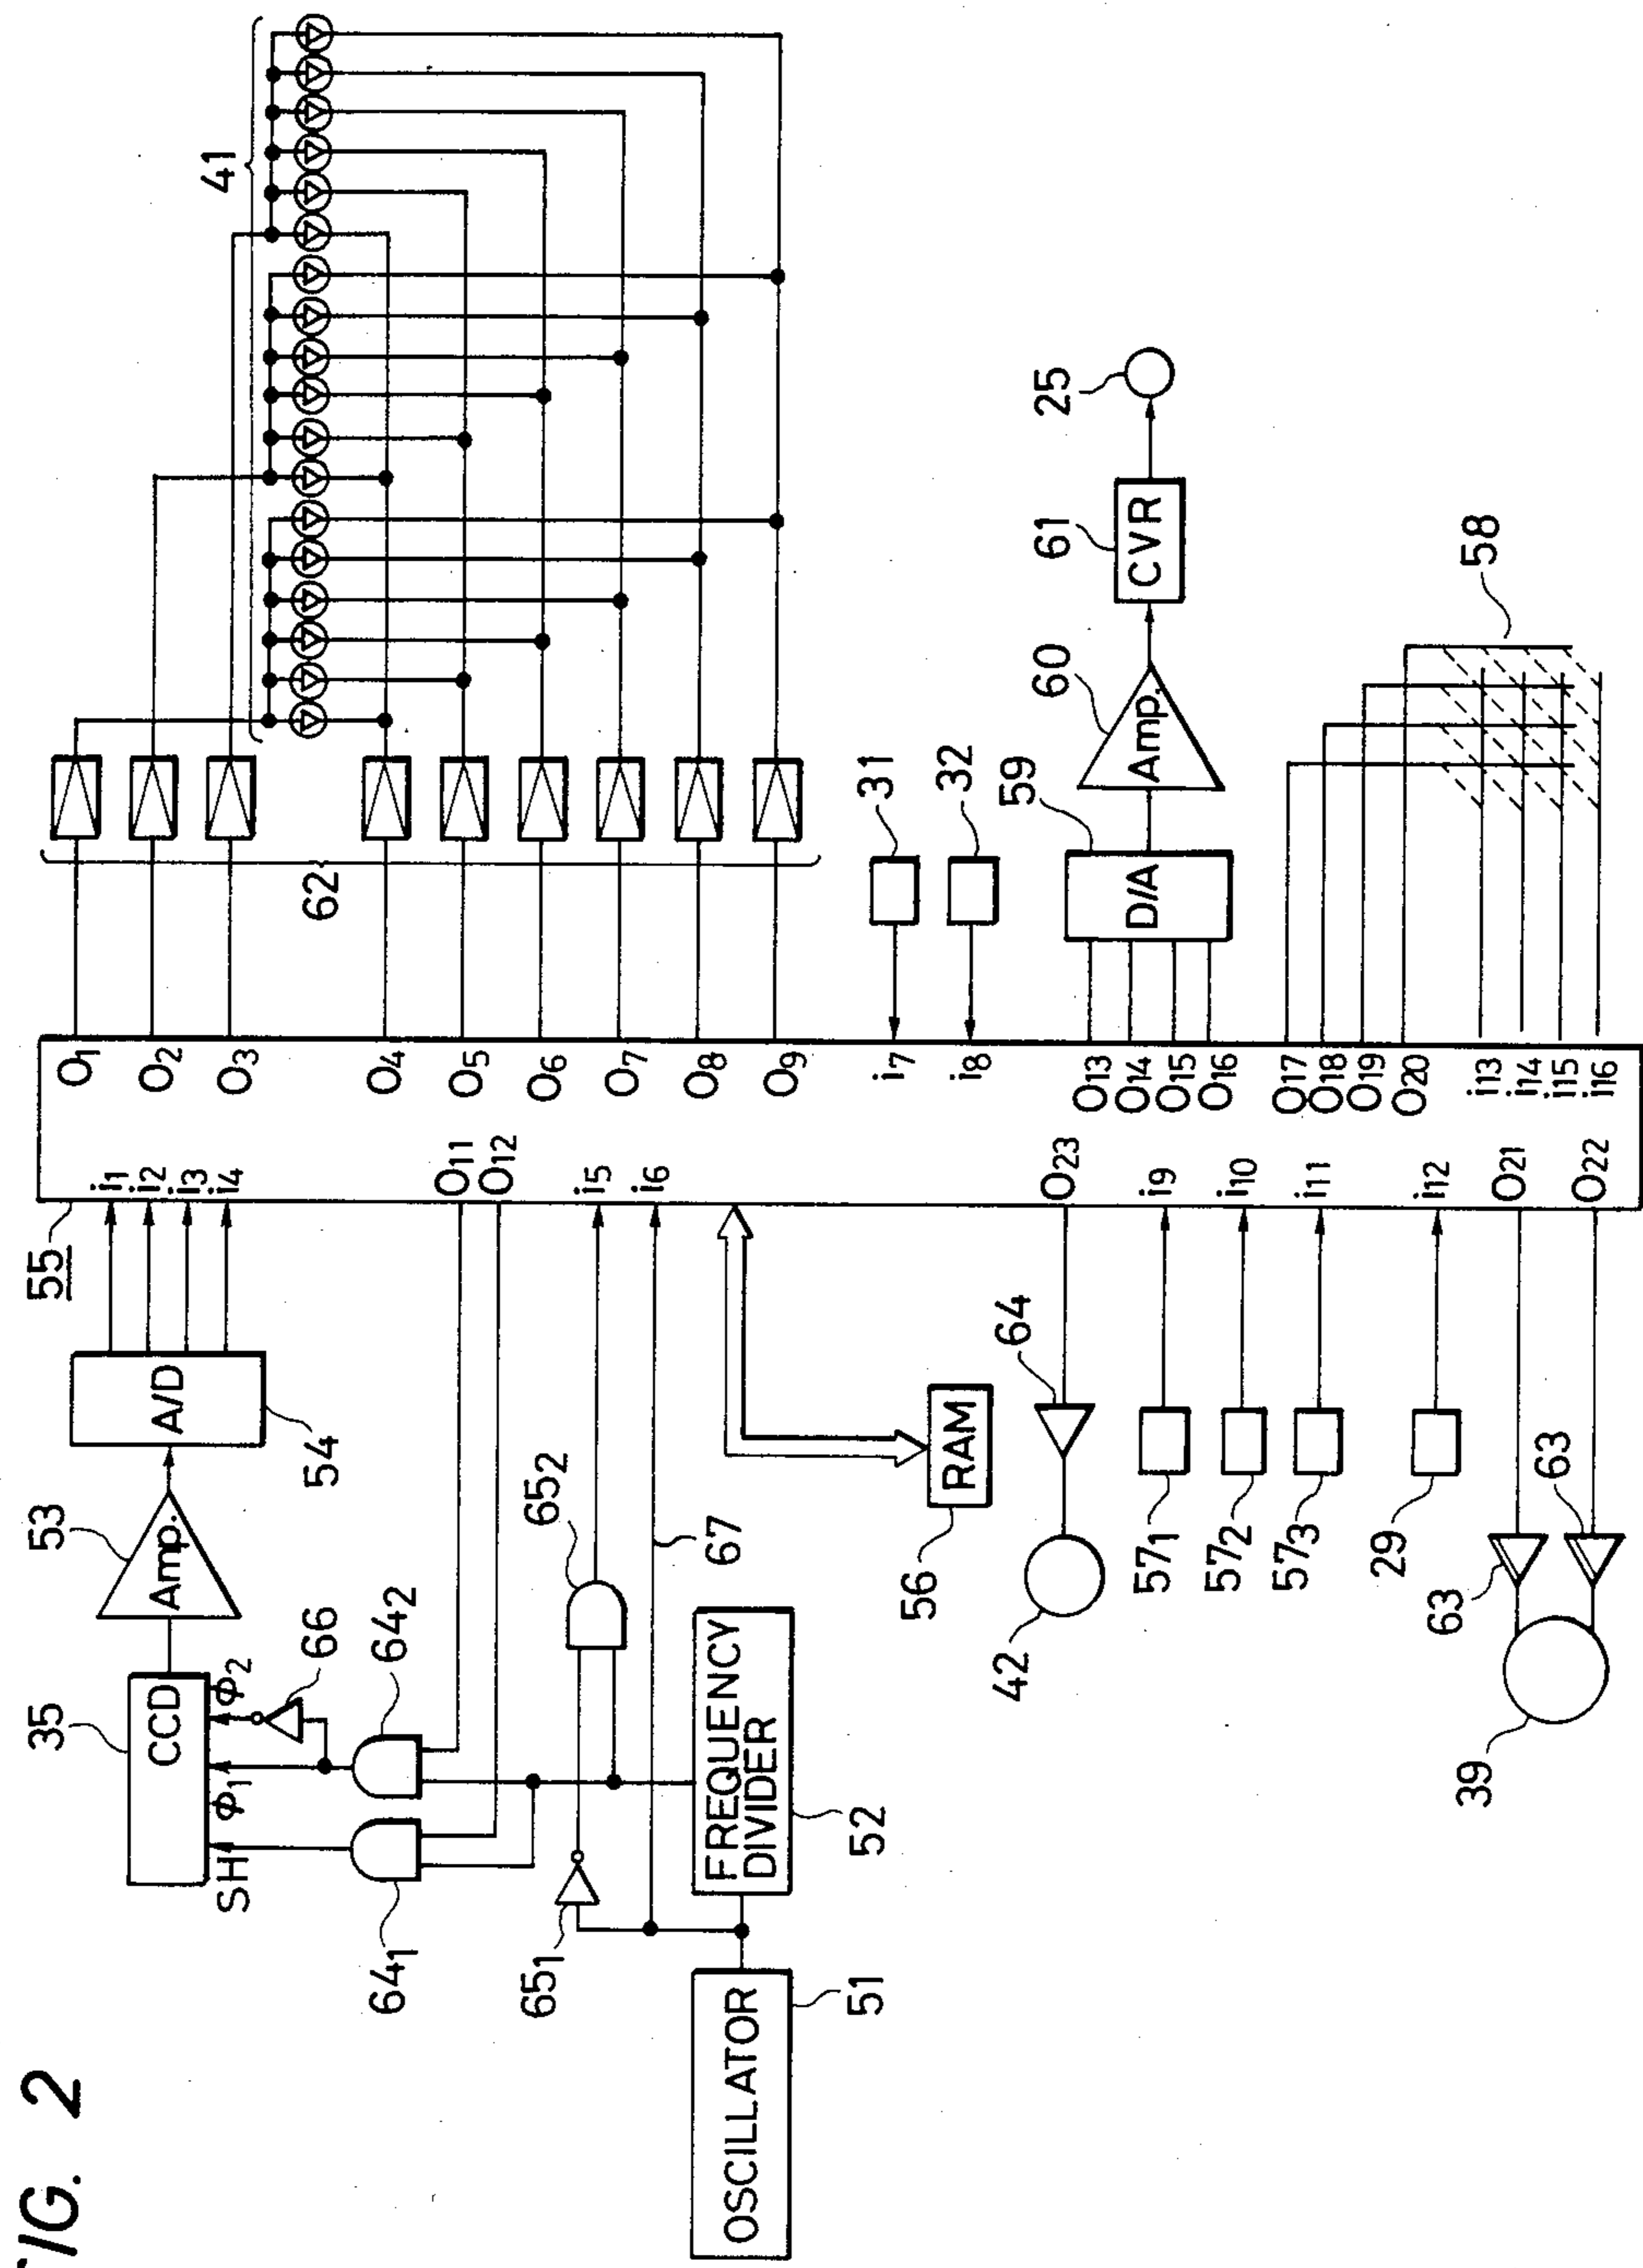 FIG. 2
35
CCD
SH
Φ1
Φ2
53
Amp.
54
A/D
55
i1
i2
i3
i4
O11
O12
i5
i6
O23
i9
i10
i11
i12
O21
O22
O1
O2
O3
O4
O5
O6
O7
O8
O9
i7
i8
O13
O14
O15
O16
O17
O18
O19
O20
i13
i14
i15
i16
641
642
66
651
652
67
OSCILLATOR
51
FREQUENCY
DIVIDER
52
56
RAM
42
64
571
572
573
29
39
63
63
62
41
31
32
59
D/A
60
Amp.
61
CVR
25
58